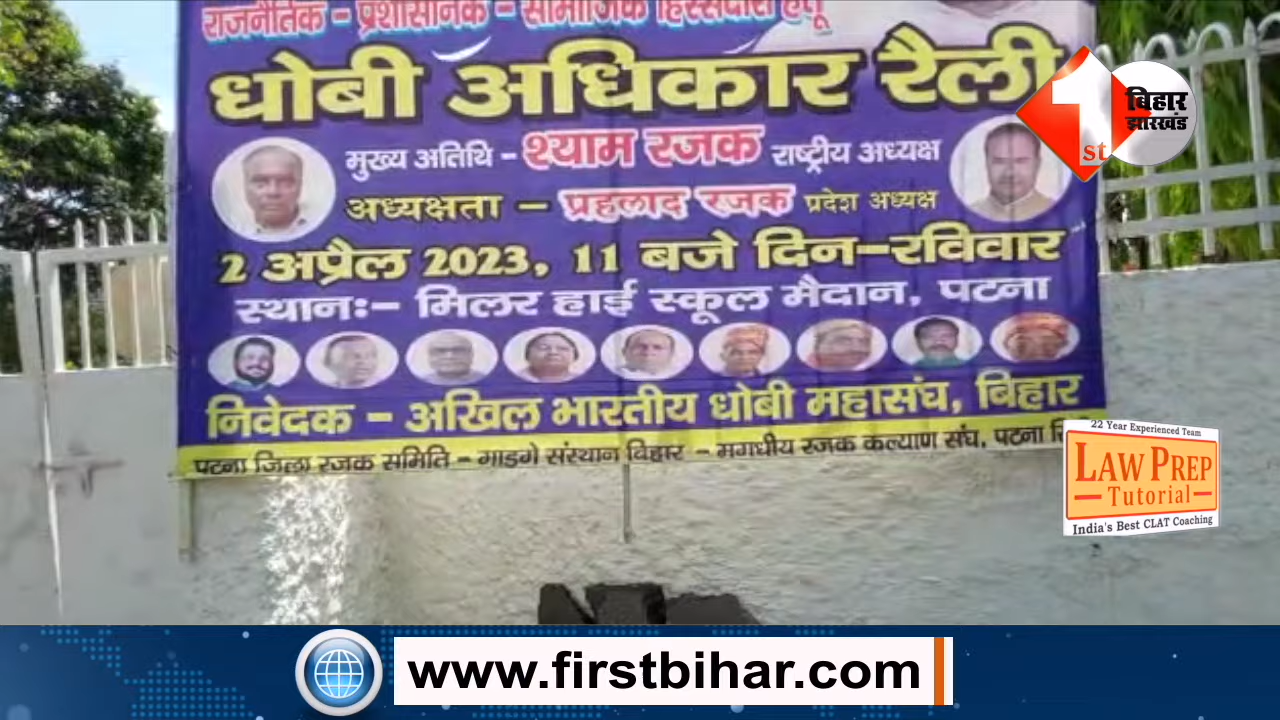 राजनैतिक - प्रशासनिक - सामाजिक हिस्सेदारी हेतू
धोबी अधिकार रैली
1st
बिहार
झारखंड
मुख्य अतिथि - श्याम रजक राष्ट्रीय अध्यक्ष
अध्यक्षता - प्रहलाद रजक प्रदेश अध्यक्ष
2 अप्रैल 2023, 11 बजे दिन-रविवार
स्थानः- मिलर हाई स्कूल मैदान, पटना
निवेदक - अखिल भारतीय धोबी महासंघ, बिहार
पटना जिला रजक समिति - गाडगे संस्थान बिहार - मगधीय रजक कल्याण संघ, पटना
22 Year Experienced Team
LAW PREP
Tutorial
India's Best CLAT Coaching
www.firstbihar.com